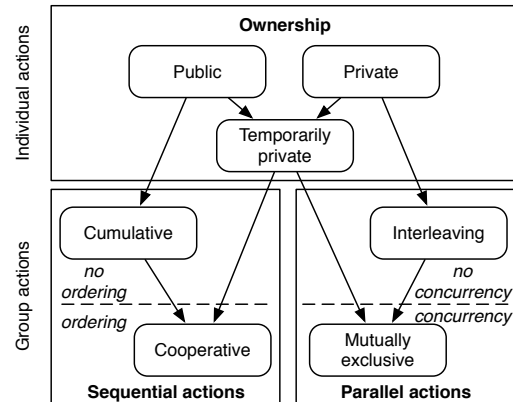 Ownership
Individual actions
Public
Private
Temporarily
private
Group actions
Cumulative
no
ordering
ordering
Cooperative
Sequential actions
Interleaving
no
concurrency
concurrency
Mutually
exclusive
Parallel actions